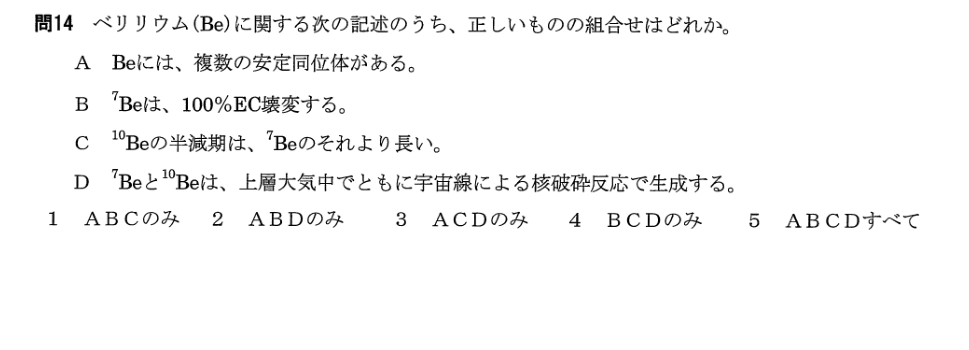 問14 ベリリウム(Be)に関する次の記述のうち、正しいものの組合せはどれか。
A Beには、複数の安定同位体がある。
B ⁷Beは、100％EC壊変する。
C ¹⁰Beの半減期は、⁷Beのそれより長い。
D ⁷Beと¹⁰Beは、上層大気中でともに宇宙線による核破砕反応で生成する。
1 ABCのみ 2 ABDのみ 3 ACDのみ 4 BCDのみ 5 ABCDすべて